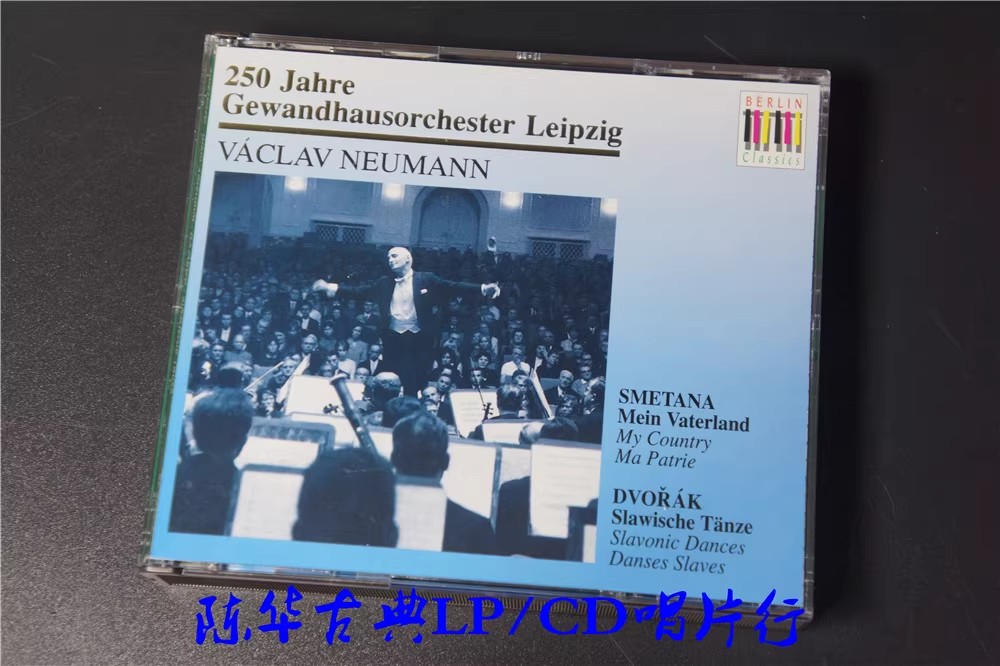 250 Jahre
Gewandhausorchester Leipzig
VÁCLAV NEUMANN
BERLIN
Classics
SMETANA
Mein Vaterland
My Country
Ma Patrie
DVOŘÁK
Slawische Tänze
Slavonic Dances
Danses Slaves
陈华古典LP/CD唱片行